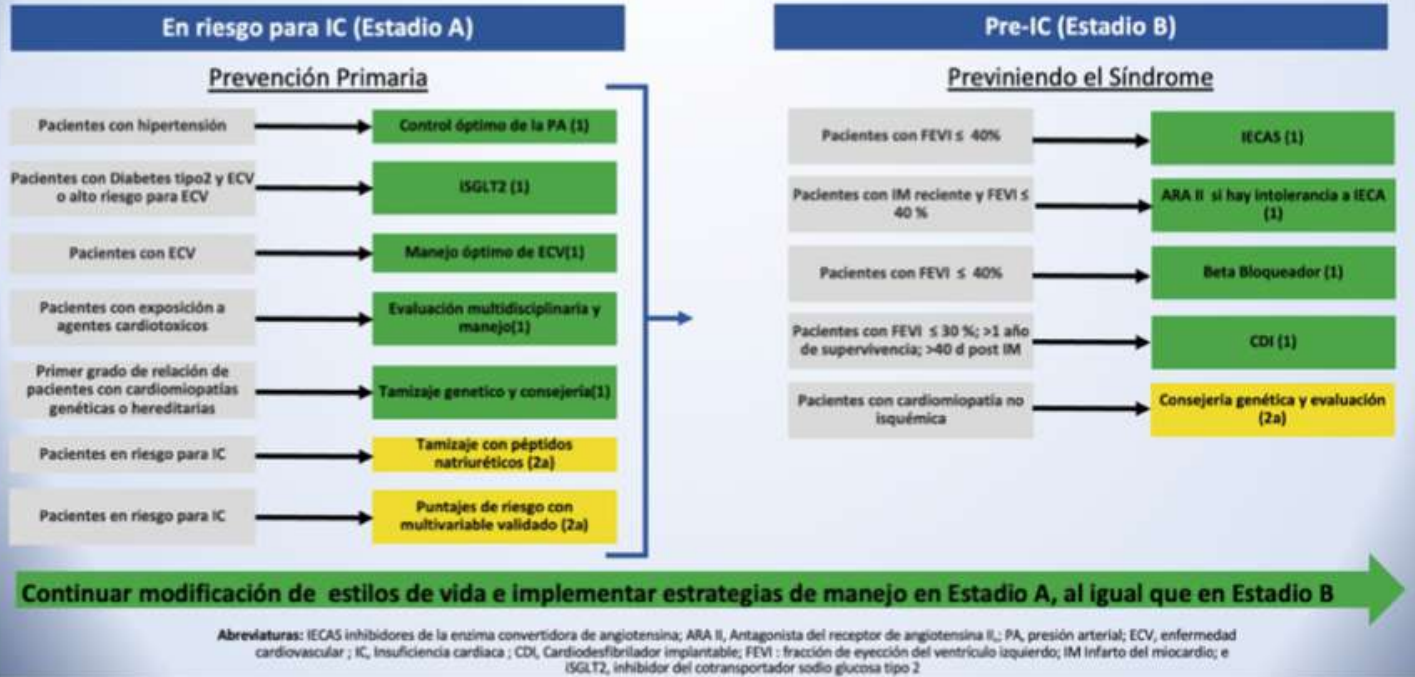 En riesgo para IC (Estadio A)
Prevención Primaria
Pacientes con hipertensión
Control óptimo de la PA (1)
Pacientes con Diabetes tipo2 y ECV
o alto riesgo para ECV
iSGLT2 (1)
Pacientes con ECV
Manejo óptimo de ECV(1)
Pacientes con exposición a
agentes cardiotoxicos
Evaluación multidisciplinaria y
manejo(1)
Primer grado de relación de
pacientes con cardiomiopatías
genéticas o hereditarias
Tamizaje genetico y consejería(1)
Pacientes en riesgo para IC
Tamizaje con péptidos
natriuréticos (2a)
Pacientes en riesgo para IC
Puntajes de riesgo con
multivariable validado (2a)
Pre-IC (Estadio B)
Previniendo el Síndrome
Pacientes con FEVI ≤ 40%
IECAS (1)
Pacientes con IM reciente y FEVI ≤
40 %
ARA II si hay intolerancia a IECA
(1)
Pacientes con FEVI ≤ 40%
Beta Bloqueador (1)
Pacientes con FEVI ≤ 30 %; >1 año
de supervivencia; >40 d post IM
CDI (1)
Pacientes con cardiomiopatía no
isquémica
Consejería genética y evaluación
(2a)
Continuar modificación de estilos de vida e implementar estrategias de manejo en Estadio A, al igual que en Estadio B
Abreviaturas: IECAS inhibidores de la enzima convertidora de angiotensina; ARA II, Antagonista del receptor de angiotensina II,; PA, presión arterial; ECV, enfermedad
cardiovascular ; IC, Insuficiencia cardiaca ; CDI, Cardiodesfibrilador implantable; FEVI : fracción de eyección del ventrículo izquierdo; IM Infarto del miocardio; e
iSGLT2, inhibidor del cotransportador sodio glucosa tipo 2